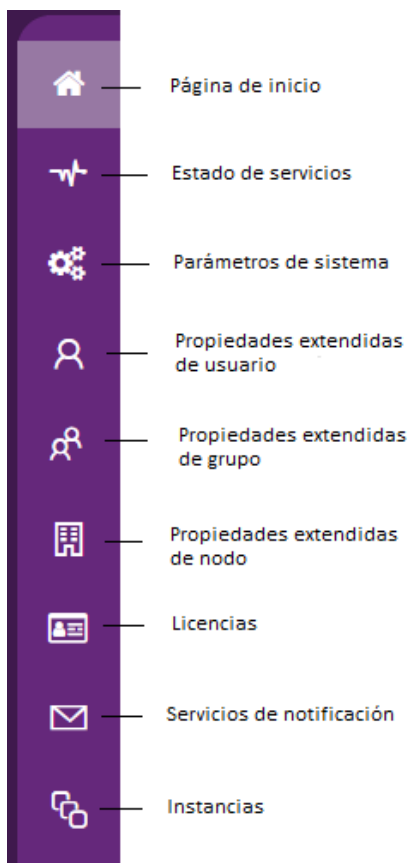 Página de inicio
Estado de servicios
Parámetros de sistema
Propiedades extendidas
de usuario
Propiedades extendidas
de grupo
Propiedades extendidas
de nodo
Licencias
Servicios de notificación
Instancias